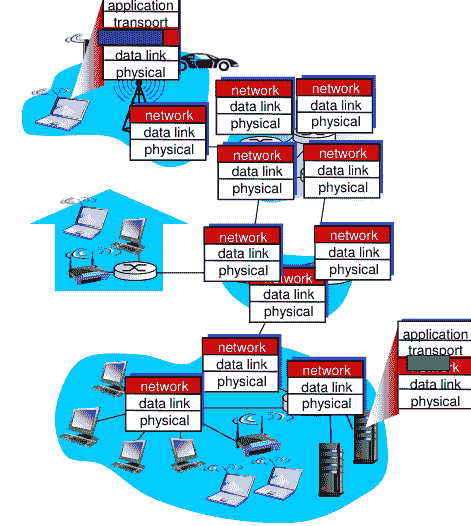 application
transport
data link
physical
network
data link
physical
network
data link
physical
network
data link
physical
network
data link
physical
network
data link
physical
network
data link
physical
network
data link
physical
network
data link
physical
application
transport
data link
physical
network
data link
physical
network
data link
physical
network
data link
physical